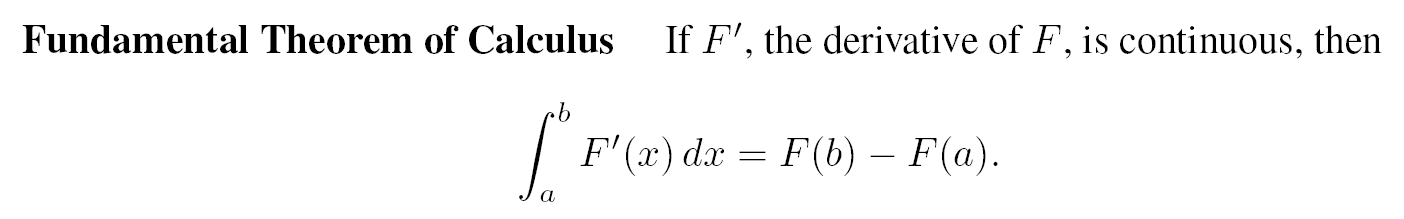 Fundamental Theorem of Calculus If F′, the derivative of F, is continuous, then
∫_a^b F′(x) dx = F(b) − F(a).